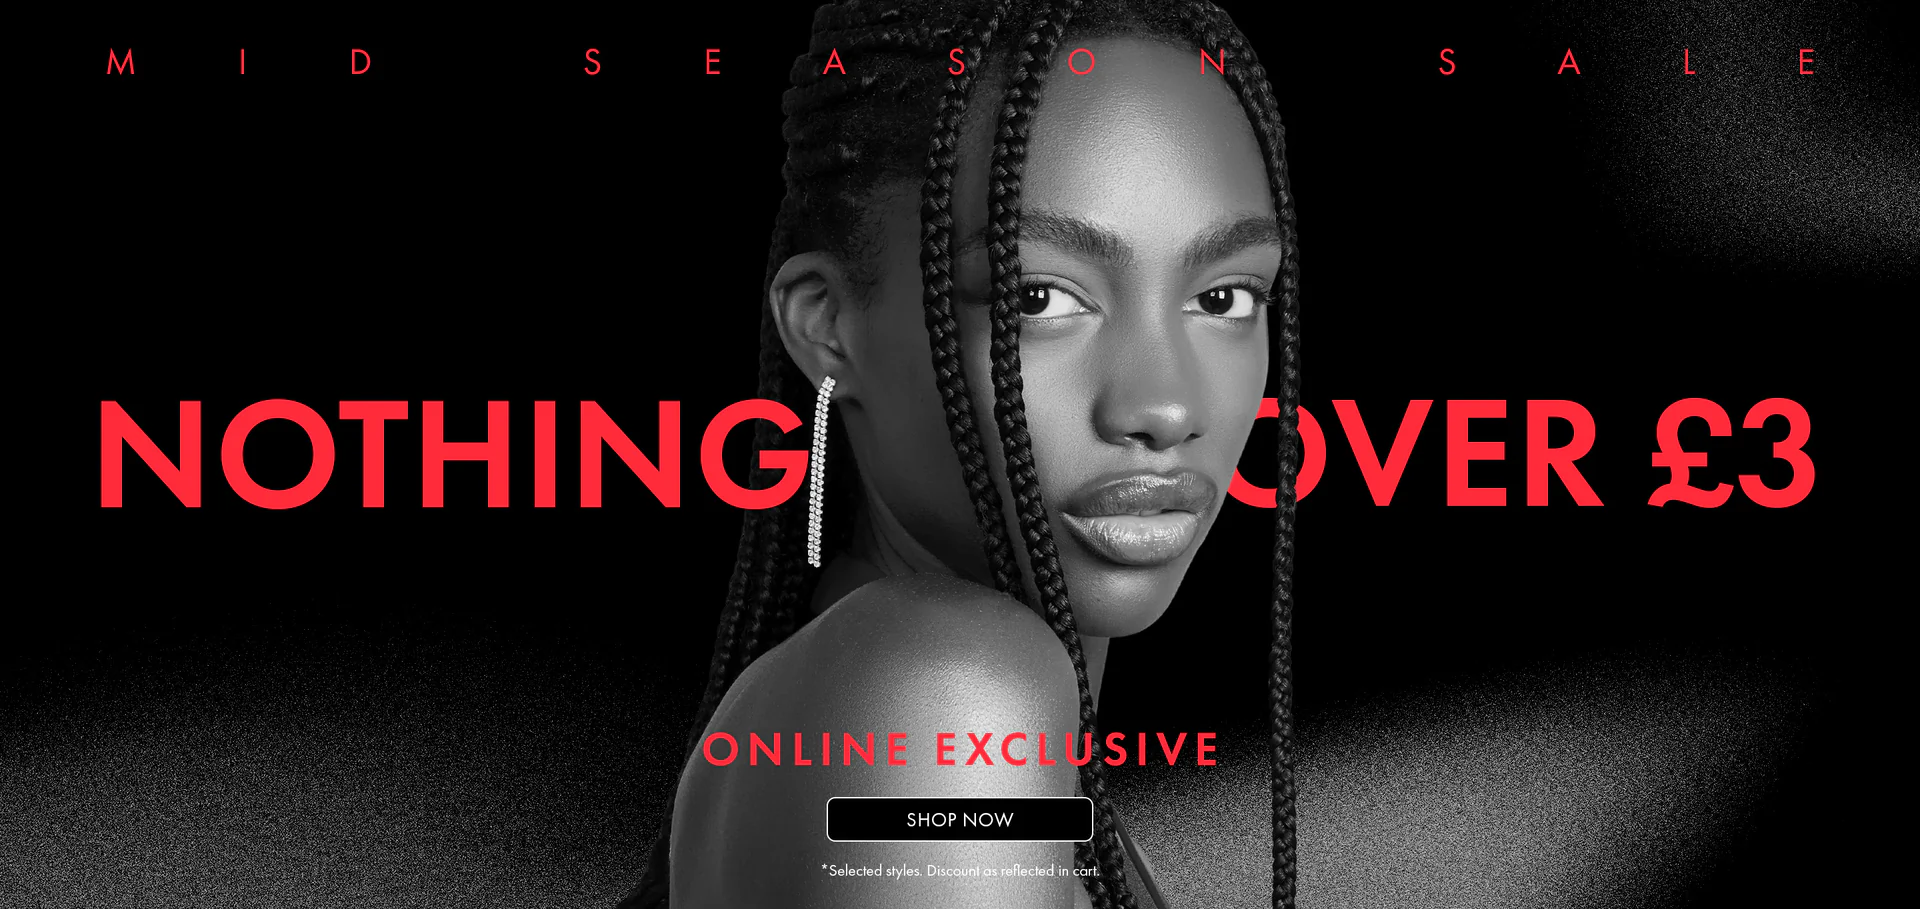 MID SEASON SALE
NOTHING OVER £3
ONLINE EXCLUSIVE
SHOP NOW
*Selected styles. Discount as reflected in cart.